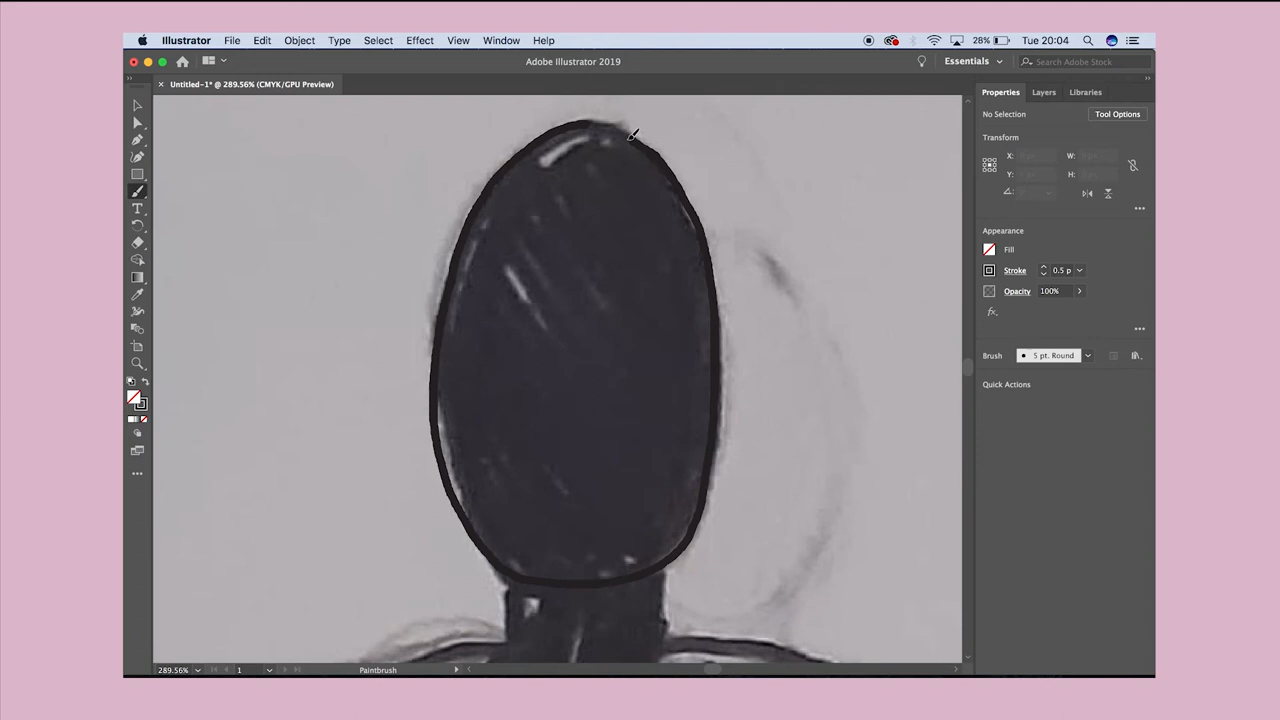 Illustrator File Edit Object Type Select Effect View Window Help 28% Tue 20:04
Adobe Illustrator 2019 Essentials Search Adobe Stock
Untitled-1* @ 289.56% (CMYK/GPU Preview)
Properties Layers Libraries
No Selection Tool Options
Transform
X: W:
Y: H:
Appearance
Fill
Stroke 0.5 p
Opacity 100%
fx.
Brush 5 pt. Round
Quick Actions
289.56% 1 Paintbrush